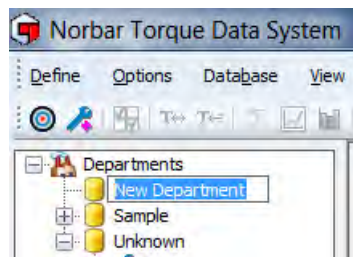 Norbar Torque Data System
Define Options Database View
Departments
New Department
Sample
Unknown